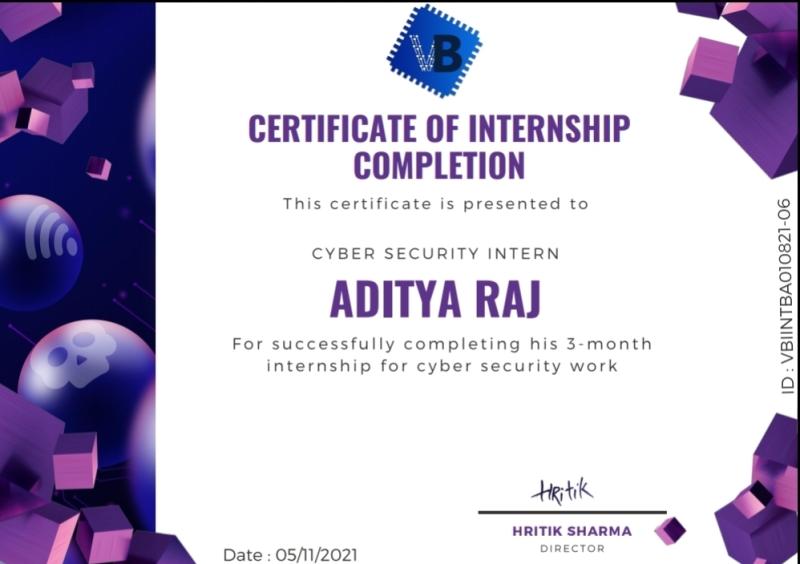 VB
CERTIFICATE OF INTERNSHIP
COMPLETION
This certificate is presented to
CYBER SECURITY INTERN
ADITYA RAJ
For successfully completing his 3-month
internship for cyber security work
Hritik
HRITIK SHARMA
DIRECTOR
Date : 05/11/2021
ID : VBIINTBA010821-06